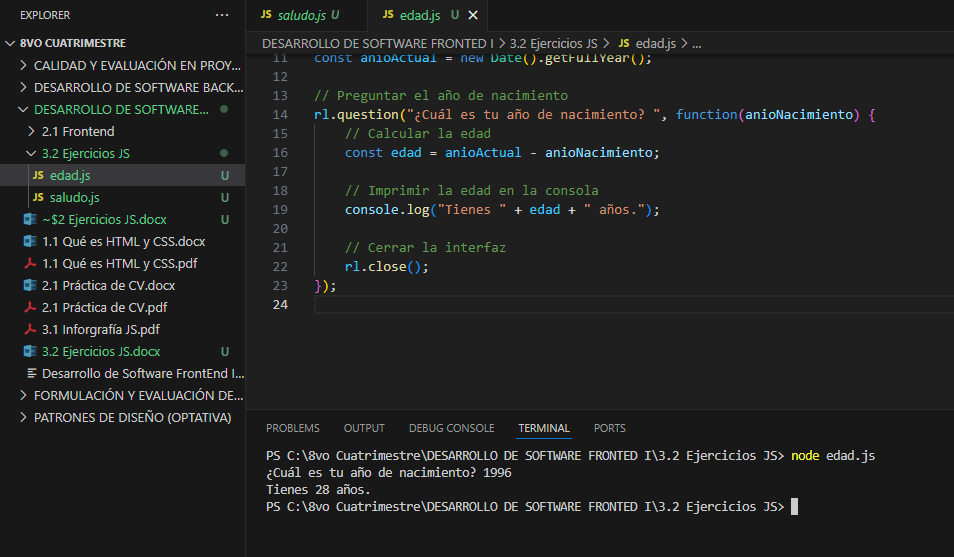 EXPLORER
8VO CUATRIMESTRE
CALIDAD Y EVALUACIÓN EN PROY...
DESARROLLO DE SOFTWARE BACK...
DESARROLLO DE SOFTWARE...
2.1 Frontend
3.2 Ejercicios JS
JS edad.js U
JS saludo.js U
~$2 Ejercicios JS.docx U
1.1 Qué es HTML y CSS.docx
1.1 Qué es HTML y CSS.pdf
2.1 Práctica de CV.docx
2.1 Práctica de CV.pdf
3.1 Inforgrafía JS.pdf
3.2 Ejercicios JS.docx U
Desarrollo de Software FrontEnd I...
FORMULACIÓN Y EVALUACIÓN DE...
PATRONES DE DISEÑO (OPTATIVA)
JS saludo.js U
JS edad.js U
DESARROLLO DE SOFTWARE FRONTED I > 3.2 Ejercicios JS > JS edad.js > ...
11 const anioActual = new Date().getFullYear();
12
13 // Preguntar el año de nacimiento
14 rl.question("¿Cuál es tu año de nacimiento? ", function(anioNacimiento) {
15 // Calcular la edad
16 const edad = anioActual - anioNacimiento;
17
18 // Imprimir la edad en la consola
19 console.log("Tienes " + edad + " años.");
20
21 // Cerrar la interfaz
22 rl.close();
23 });
24
PROBLEMS OUTPUT DEBUG CONSOLE TERMINAL PORTS
PS C:\8vo Cuatrimestre\DESARROLLO DE SOFTWARE FRONTED I\3.2 Ejercicios JS> node edad.js
¿Cuál es tu año de nacimiento? 1996
Tienes 28 años.
PS C:\8vo Cuatrimestre\DESARROLLO DE SOFTWARE FRONTED I\3.2 Ejercicios JS>